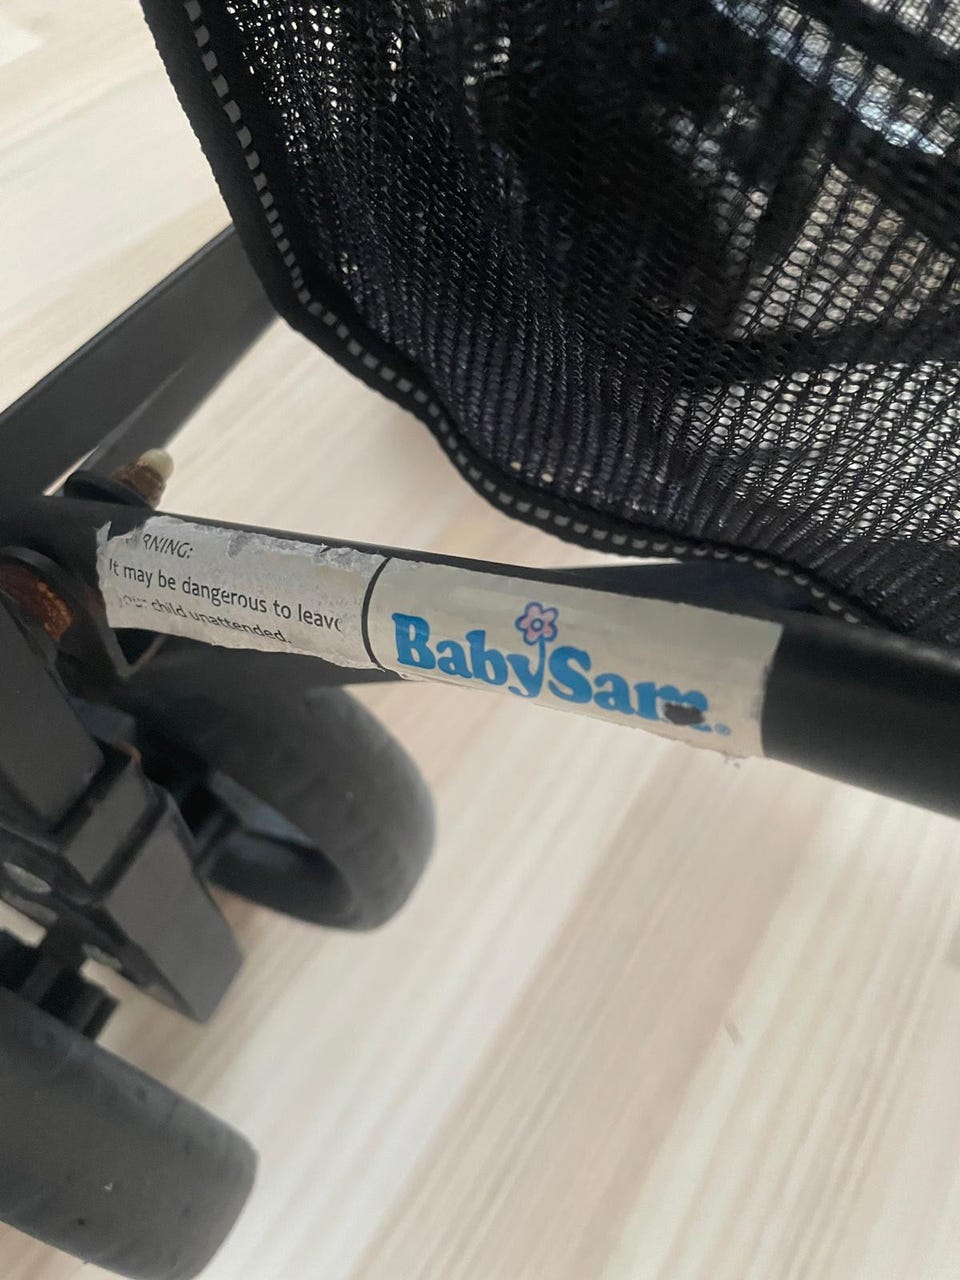 RNING:
It may be dangerous to leave
your child unattended.
BabySam®